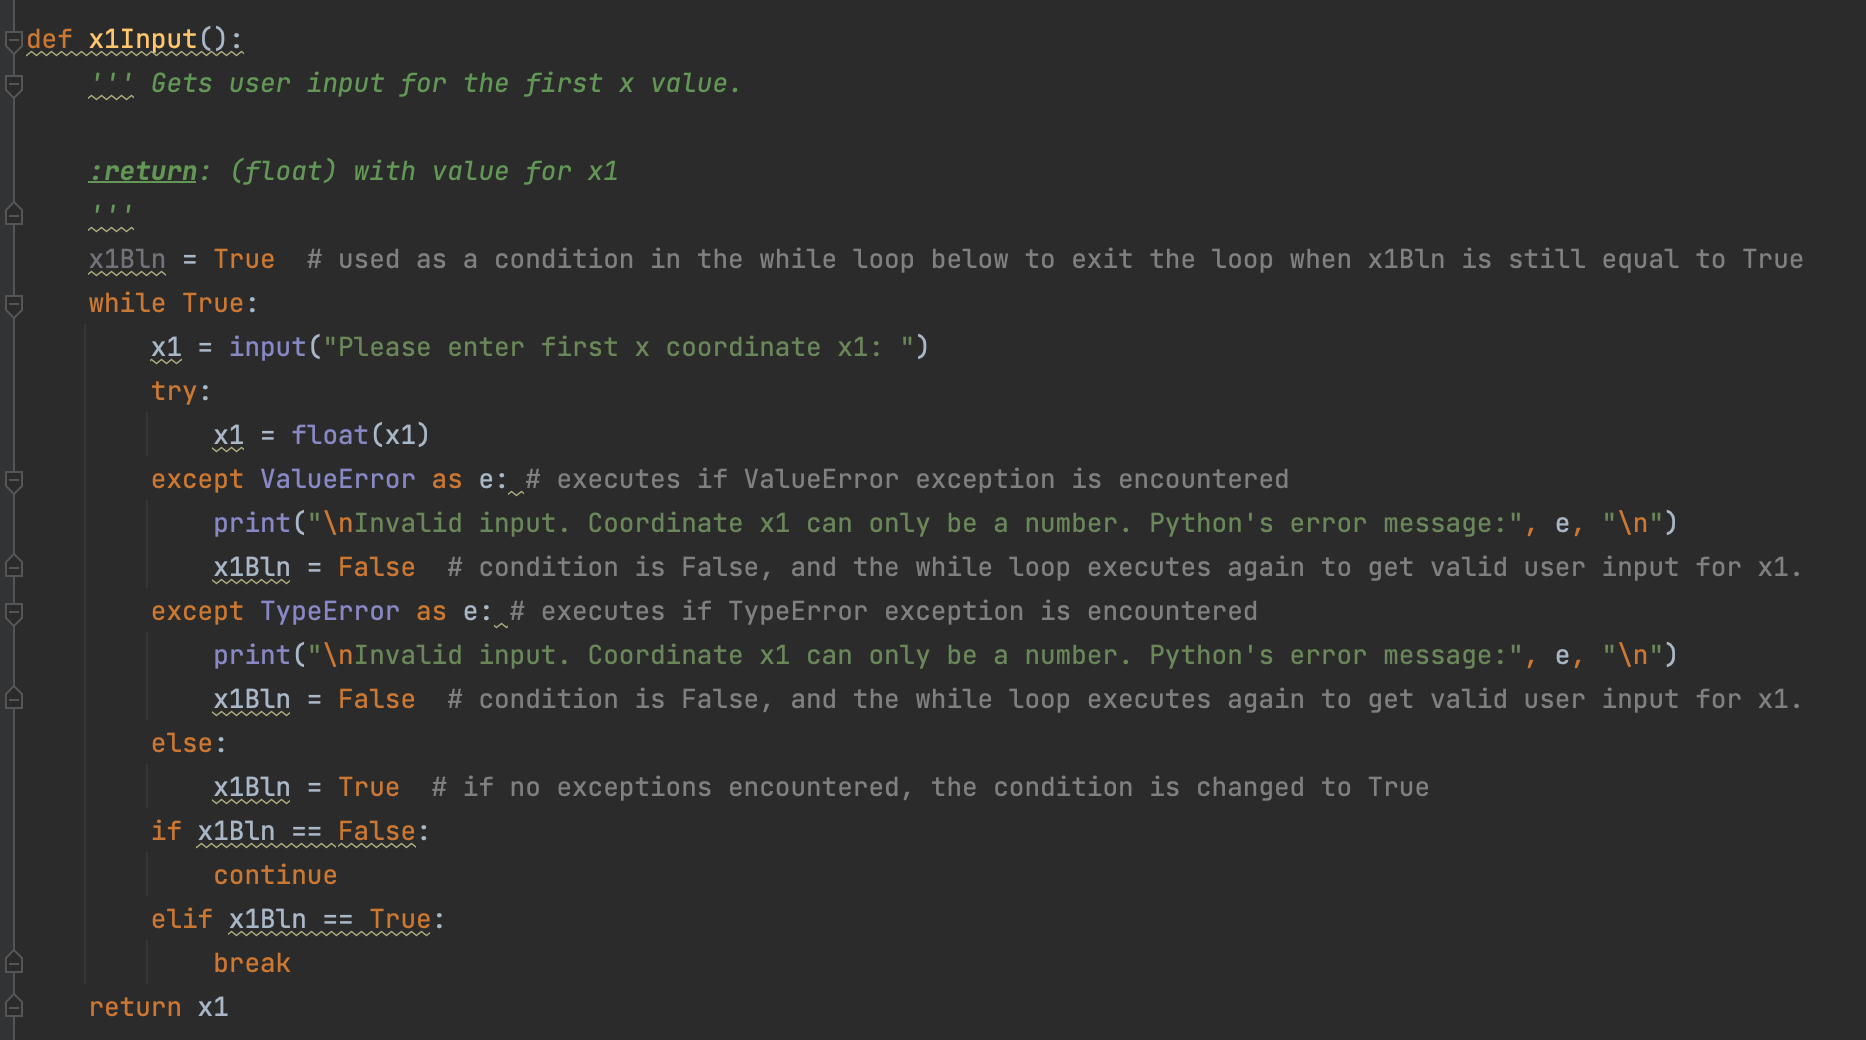 def x1Input():
    ''' Gets user input for the first x value.

    :return: (float) with value for x1
    '''
    x1Bln = True  # used as a condition in the while loop below to exit the loop when x1Bln is still equal to True
    while True:
        x1 = input("Please enter first x coordinate x1: ")
        try:
            x1 = float(x1)
        except ValueError as e: # executes if ValueError exception is encountered
            print("\nInvalid input. Coordinate x1 can only be a number. Python's error message:", e, "\n")
            x1Bln = False  # condition is False, and the while loop executes again to get valid user input for x1.
        except TypeError as e: # executes if TypeError exception is encountered
            print("\nInvalid input. Coordinate x1 can only be a number. Python's error message:", e, "\n")
            x1Bln = False  # condition is False, and the while loop executes again to get valid user input for x1.
        else:
            x1Bln = True  # if no exceptions encountered, the condition is changed to True
        if x1Bln == False:
            continue
        elif x1Bln == True:
            break
    return x1